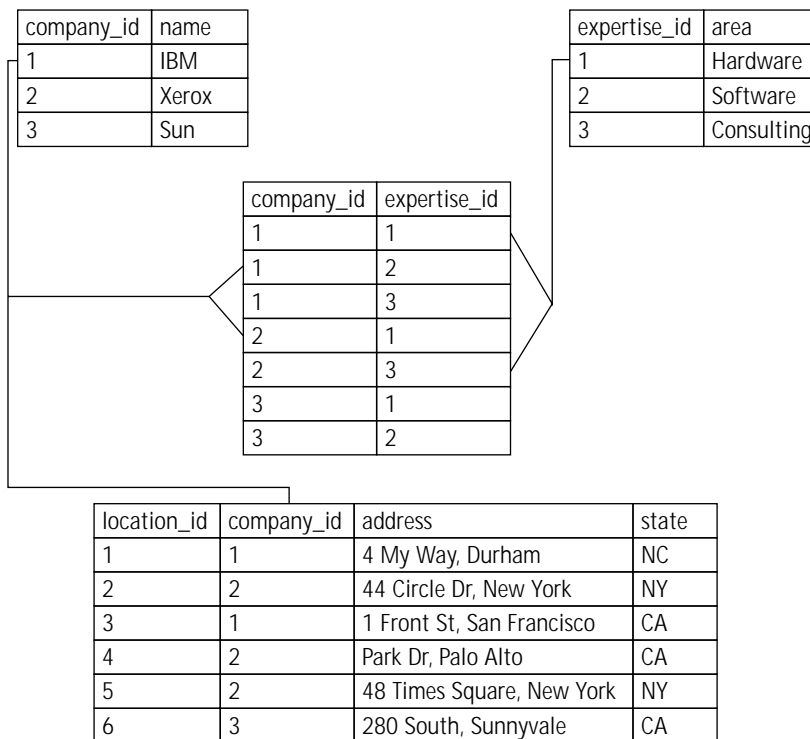 company_id name
1 IBM
2 Xerox
3 Sun
expertise_id area
1 Hardware
2 Software
3 Consulting
company_id expertise_id
1 1
1 2
1 3
2 1
2 3
3 1
3 2
location_id company_id address state
1 1 4 My Way, Durham NC
2 2 44 Circle Dr, New York NY
3 1 1 Front St, San Francisco CA
4 2 Park Dr, Palo Alto CA
5 2 48 Times Square, New York NY
6 3 280 South, Sunnyvale CA